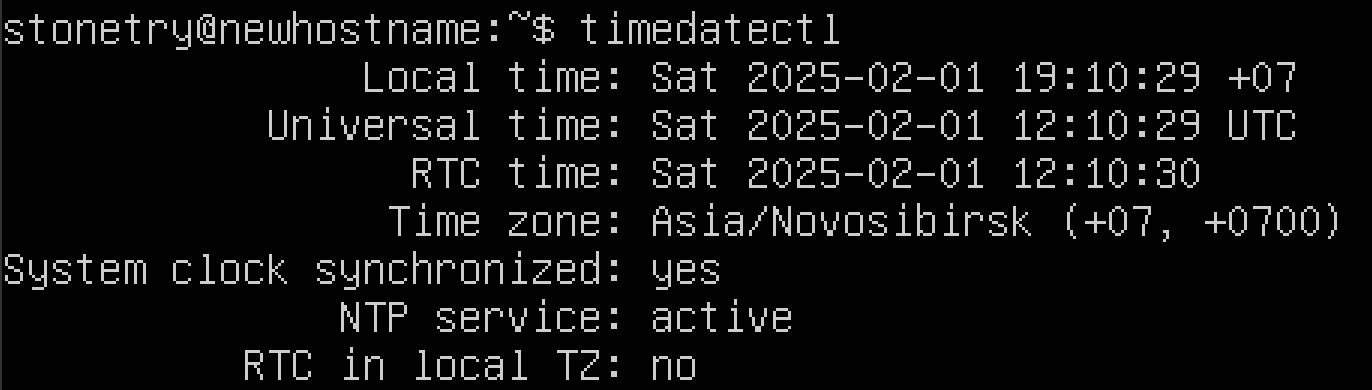 stonetry@newhostname:~$ timedatectl
Local time: Sat 2025-02-01 19:10:29 +07
Universal time: Sat 2025-02-01 12:10:29 UTC
RTC time: Sat 2025-02-01 12:10:30
Time zone: Asia/Novosibirsk (+07, +0700)
System clock synchronized: yes
NTP service: active
RTC in local TZ: no